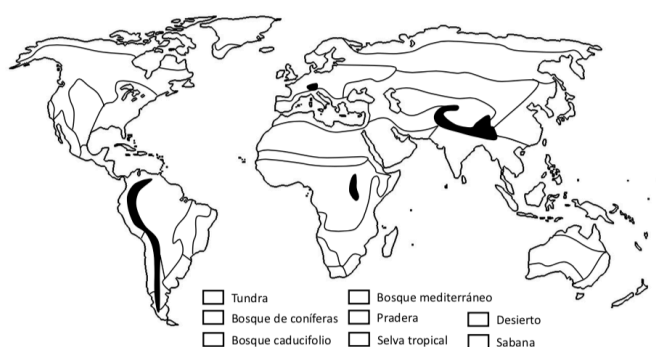 Tundra
Bosque de coníferas
Bosque caducifolio
Bosque mediterráneo
Pradera
Selva tropical
Desierto
Sabana